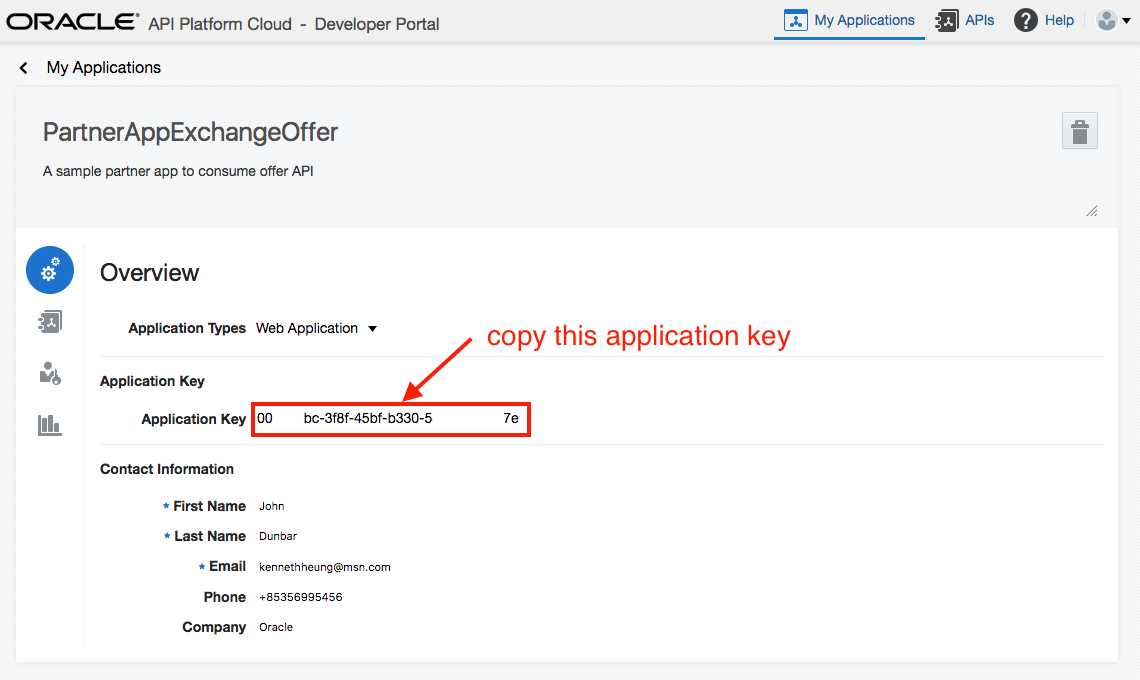 ORACLE® API Platform Cloud - Developer Portal My Applications APIs ? Help
My Applications
PartnerAppExchangeOffer
A sample partner app to consume offer API
Overview
Application Types Web Application
copy this application key
Application Key
Application Key 00 bc-3f8f-45bf-b330-5 7e
Contact Information
* First Name John
* Last Name Dunbar
* Email kennethheung@msn.com
Phone +85356995456
Company Oracle